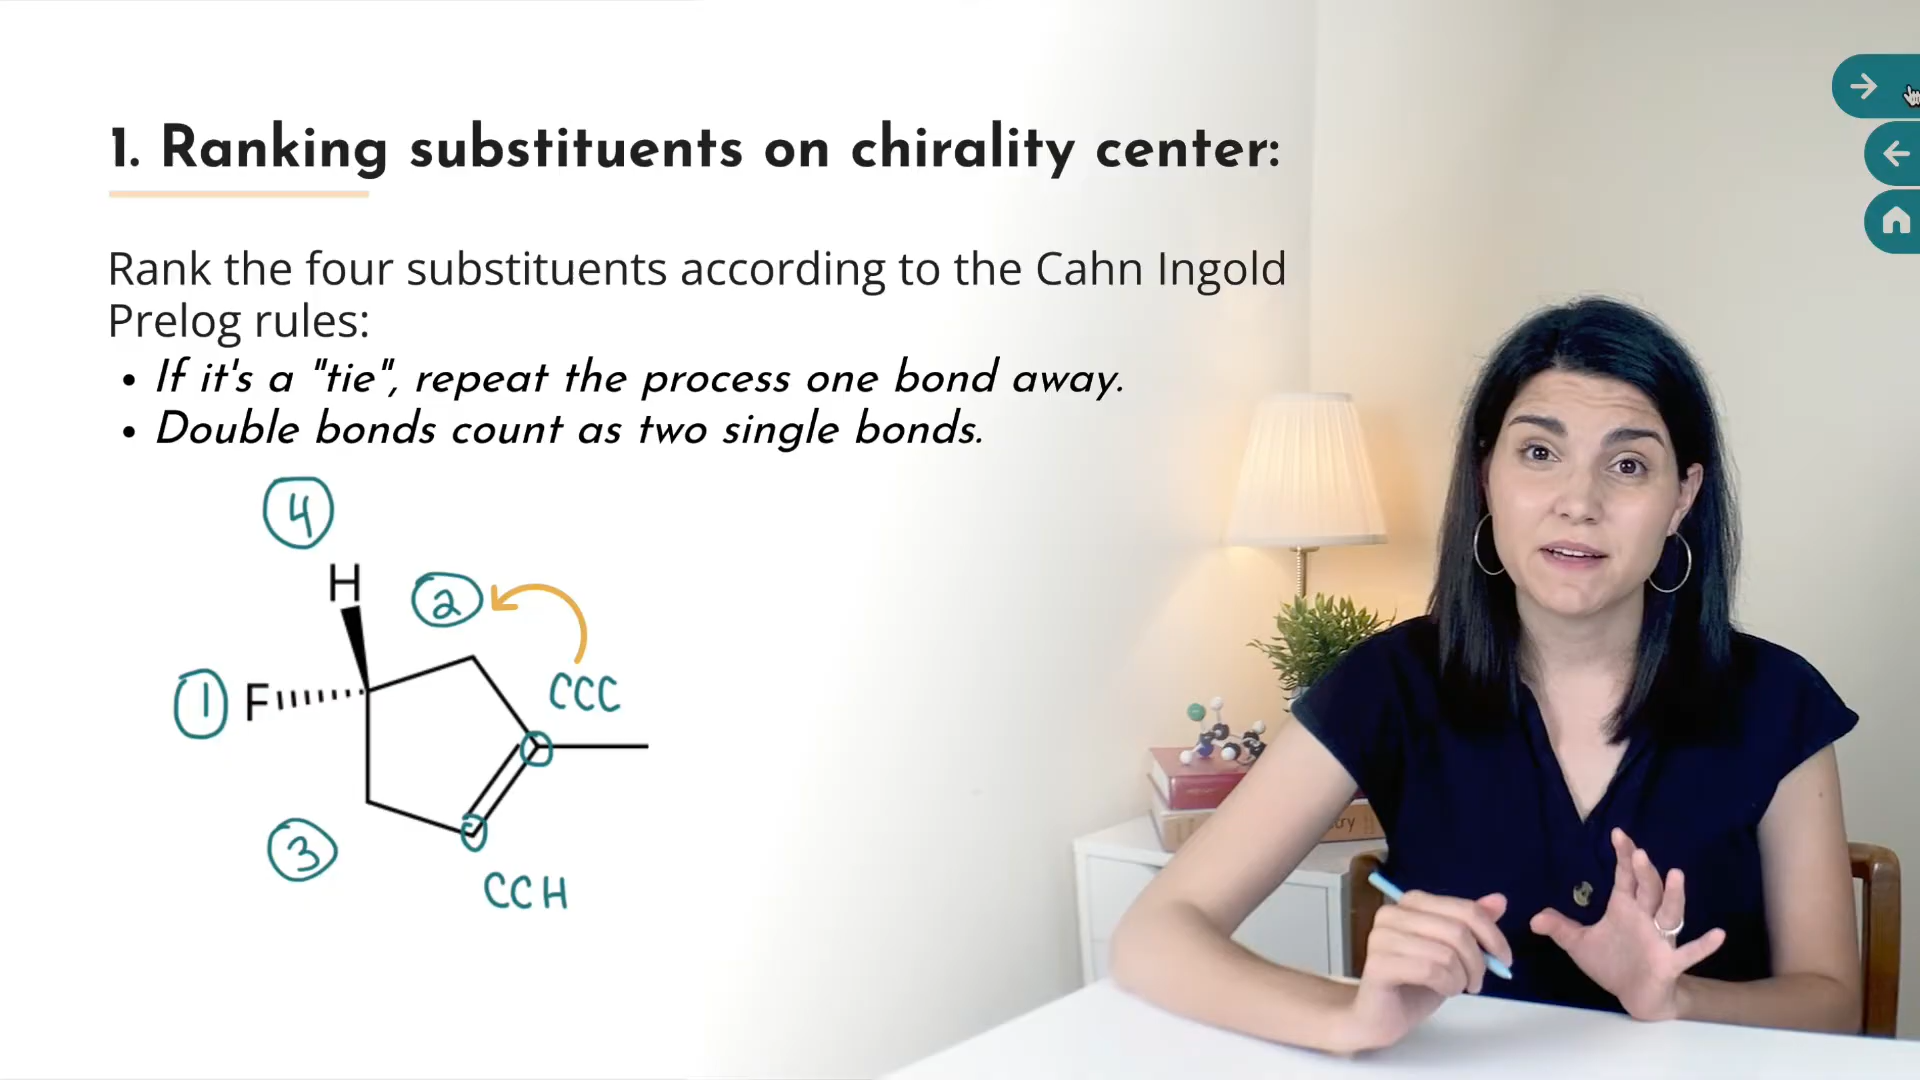 1. Ranking substituents on chirality center:
Rank the four substituents according to the Cahn Ingold
Prelog rules:
• If it's a "tie", repeat the process one bond away.
• Double bonds count as two single bonds.
4
H
2
1 F
CCC
3
CCH